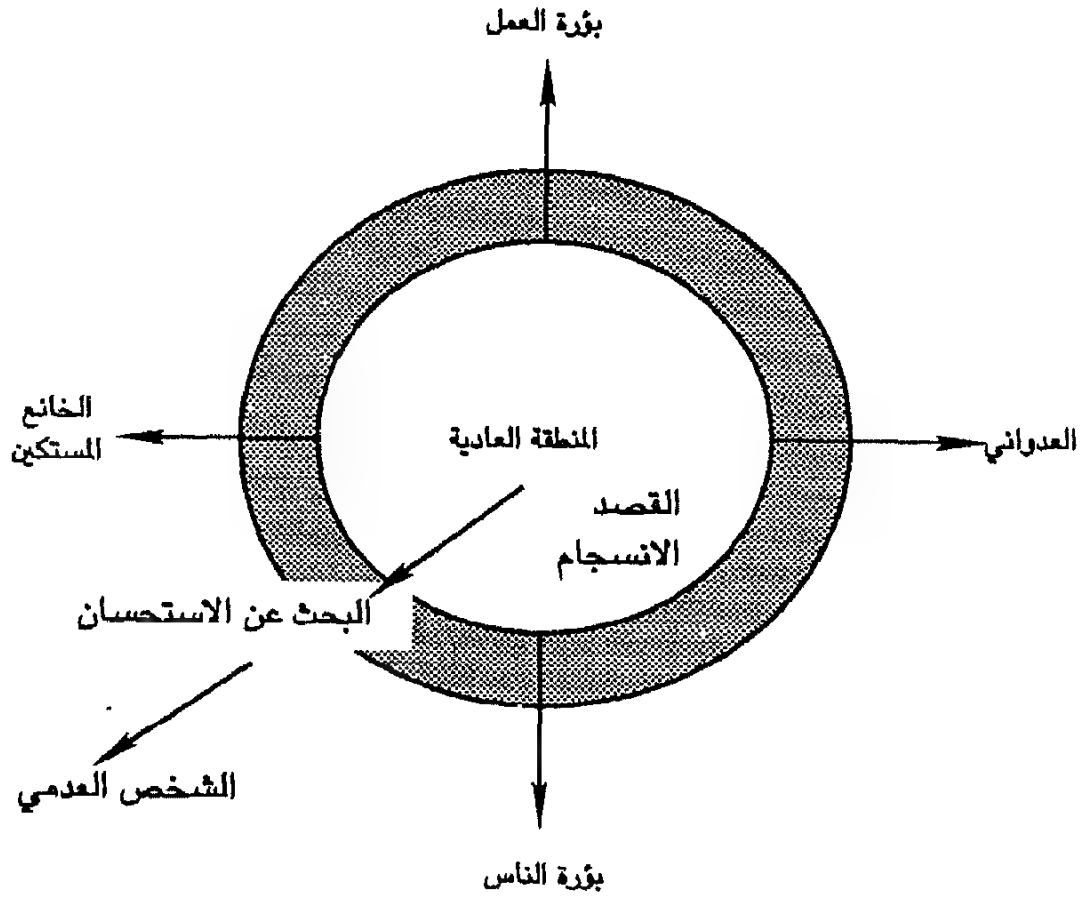 بؤرة العمل
الخانع
المستكين
المنطقة العادية
العدواني
القصد
الانسجام
البحث عن الاستحسان
الشخص العدمي
بؤرة الناس